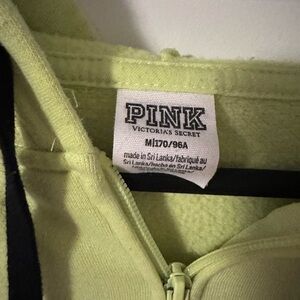 PINK
VICTORIA'S SECRET
M|170/96A
made in Sri Lanka/fabriqué au
Sri Lanka/hecho en Sri Lanka/